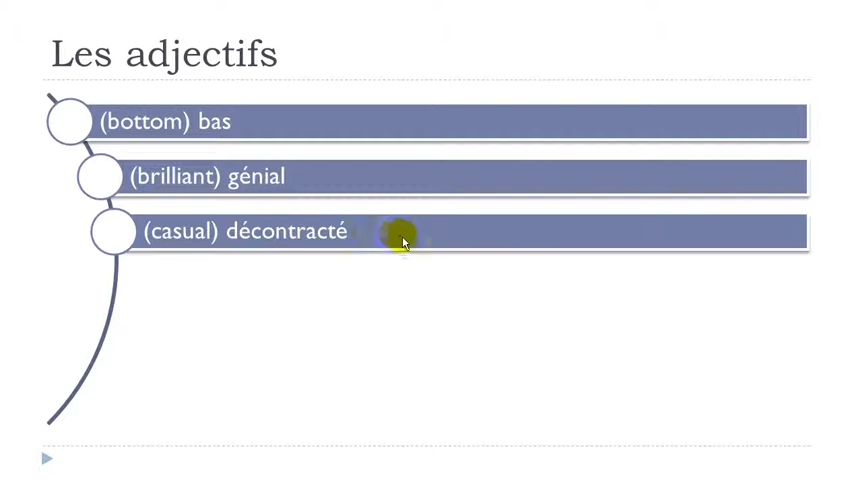 Les adjectifs
(bottom) bas
(brilliant) génial
(casual) décontracté